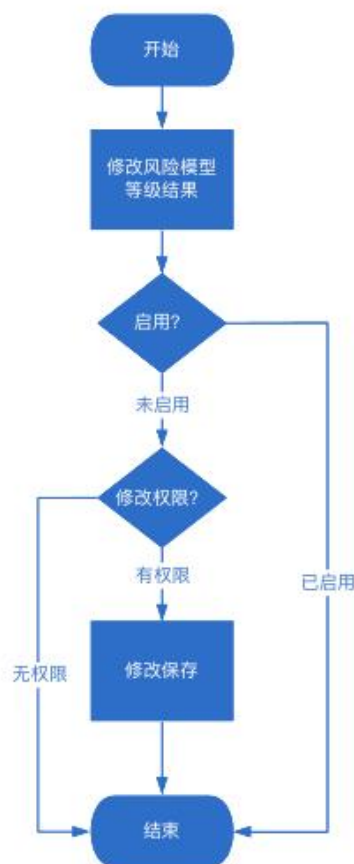 开始
修改风险模型
等级结果
启用?
未启用
修改权限?
有权限
已启用
无权限
修改保存
结束